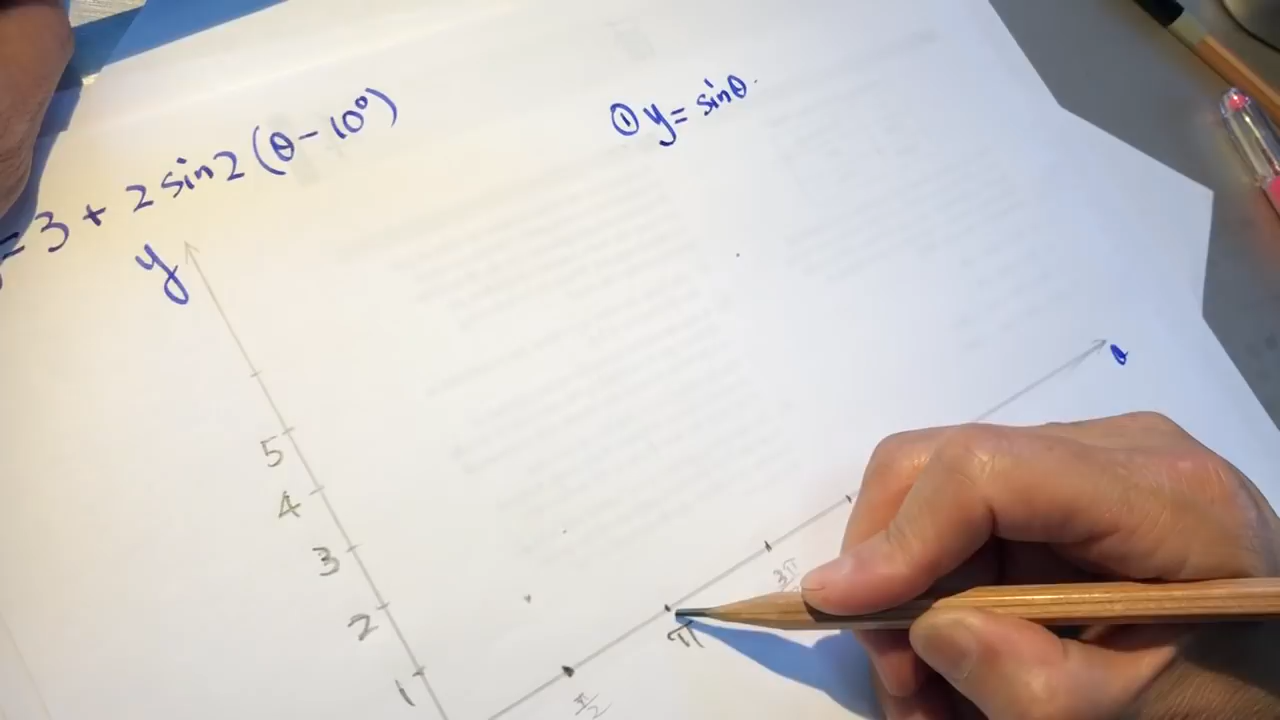 = 3 + 2 sin 2 (θ - 10°)
① y = sinθ
y
5
4
3
2
1
π/2
π
3π
θ